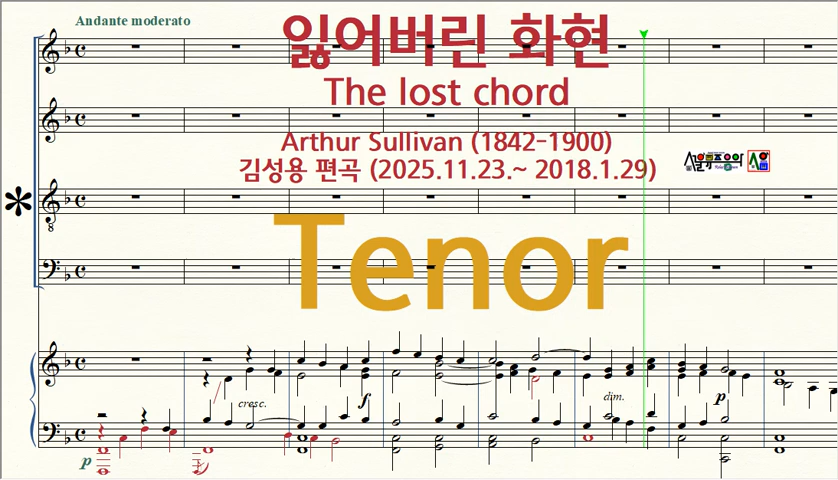 Andante moderato
잃어버린 화현
The lost chord
Arthur Sullivan (1842-1900)
김성용 편곡 (2025.11.23.~ 2018.1.29)
Tenor
8
cresc.
f
dim.
p
p